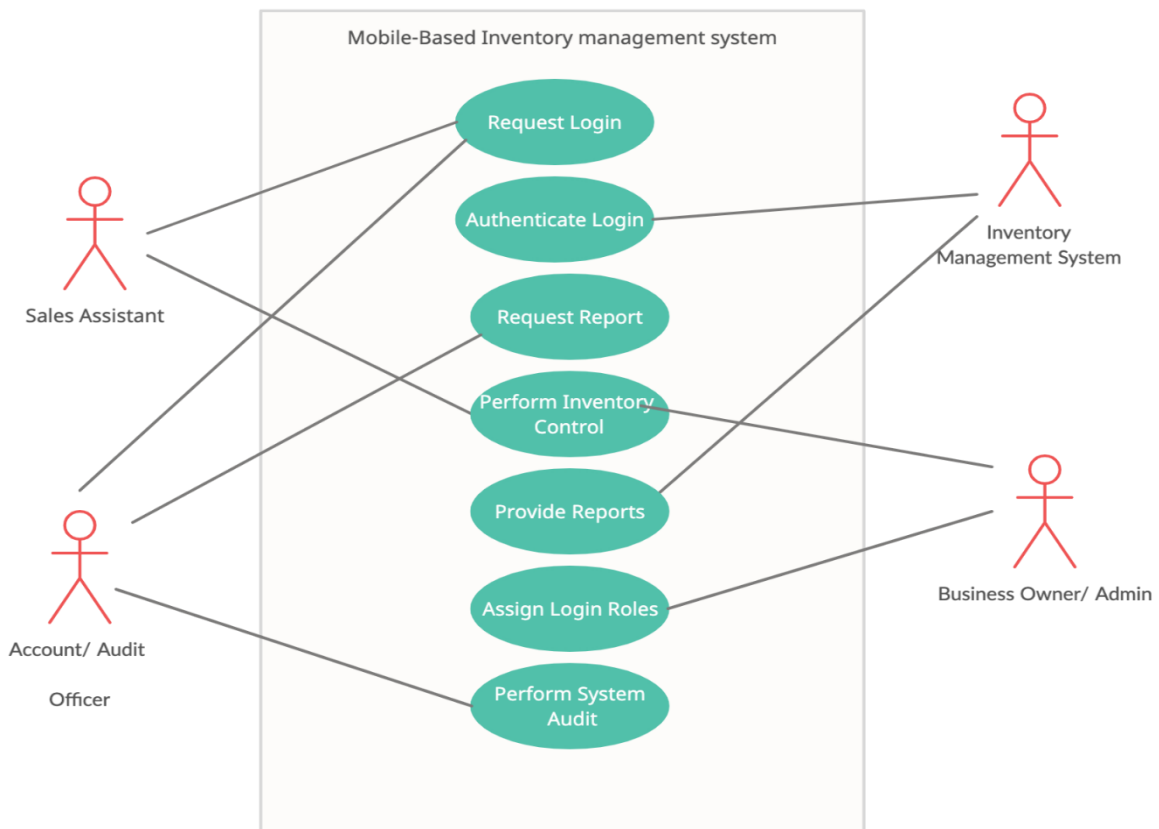 Mobile-Based Inventory management system
Request Login
Authenticate Login
Request Report
Perform Inventory
Control
Provide Reports
Assign Login Roles
Perform System
Audit
Sales Assistant
Account/ Audit
Officer
Inventory
Management System
Business Owner/ Admin